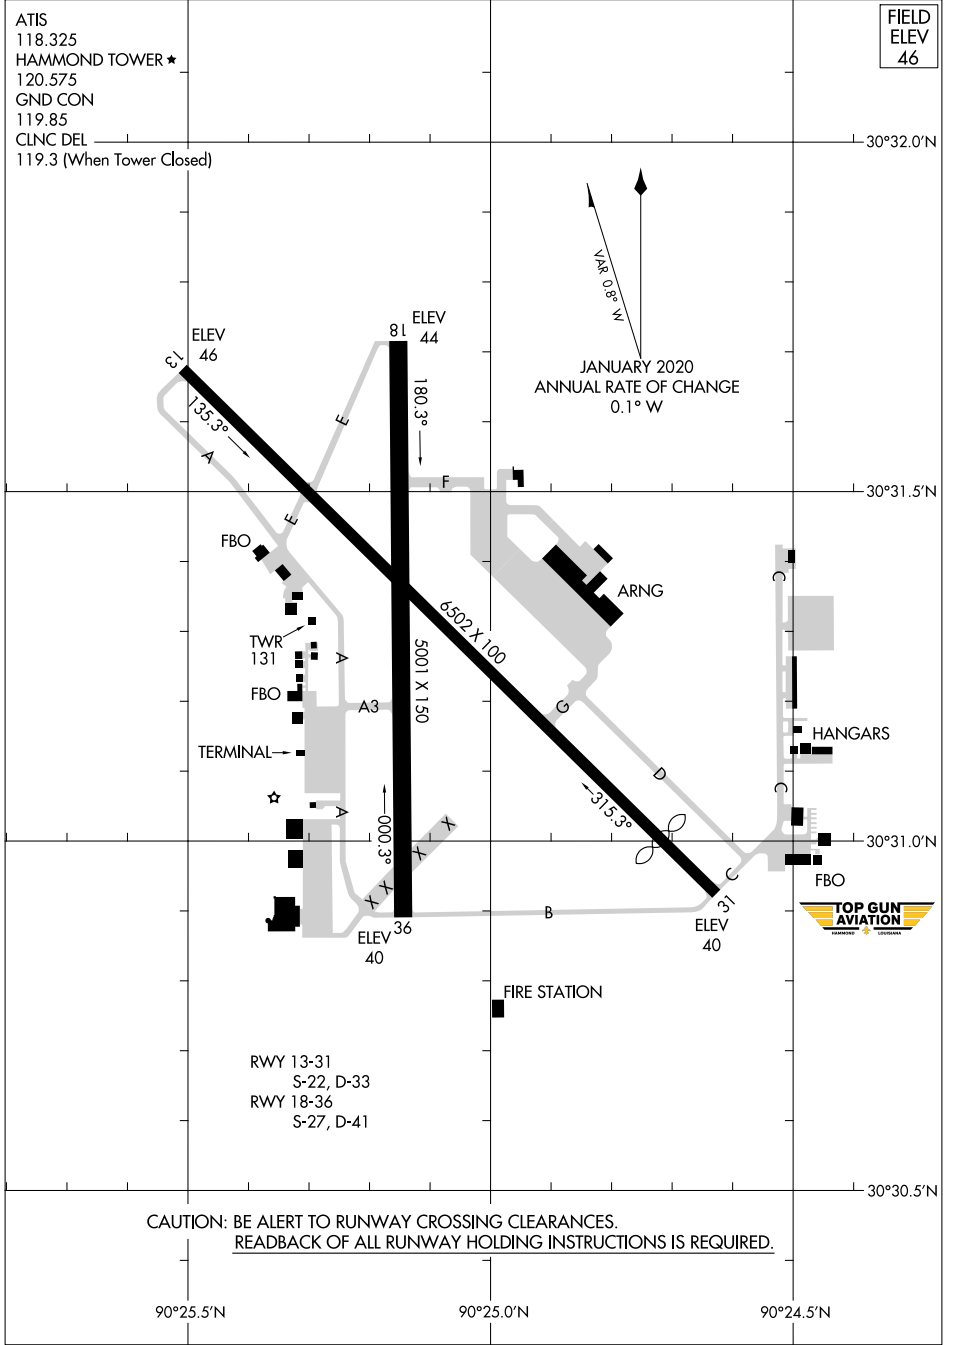 ATIS
118.325
HAMMOND TOWER ★
120.575
GND CON
119.85
CLNC DEL
119.3 (When Tower Closed)
FIELD
ELEV
46
30°32.0'N
VAR 0.8° W
JANUARY 2020
ANNUAL RATE OF CHANGE
0.1° W
18
ELEV
44
13
ELEV
46
135.3°
180.3°
E
A
F
30°31.5'N
E
FBO
C
ARNG
6502 X 100
TWR
131
A
5001 X 150
FBO
A3
G
HANGARS
TERMINAL
D
C
315.3°
000.3°
A
X
X
X
X
30°31.0'N
C
FBO
31
B
36
ELEV
40
ELEV
40
TOP GUN
AVIATION
HAMMOND LOUISIANA
FIRE STATION
RWY 13-31
S-22, D-33
RWY 18-36
S-27, D-41
30°30.5'N
CAUTION: BE ALERT TO RUNWAY CROSSING CLEARANCES.
READBACK OF ALL RUNWAY HOLDING INSTRUCTIONS IS REQUIRED.
90°25.5'N
90°25.0'N
90°24.5'N